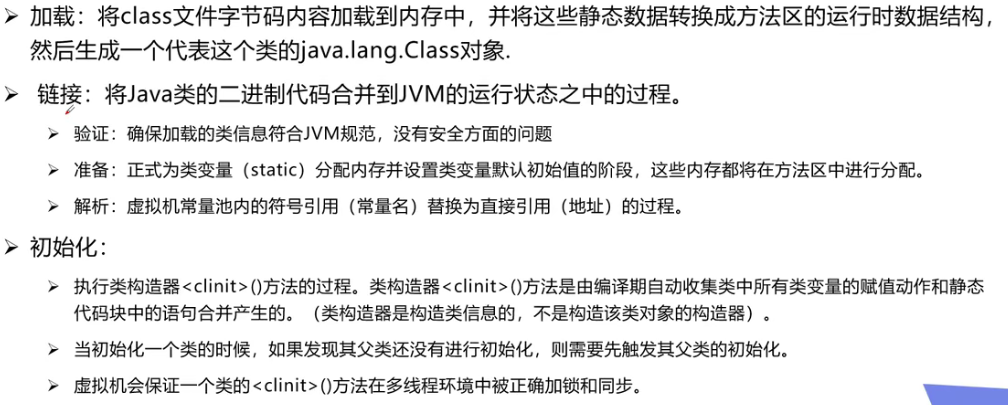 加载：将class文件字节码内容加载到内存中，并将这些静态数据转换成方法区的运行时数据结构，
然后生成一个代表这个类的java.lang.Class对象.
链接：将Java类的二进制代码合并到JVM的运行状态之中的过程。
验证：确保加载的类信息符合JVM规范，没有安全方面的问题
准备：正式为类变量（static）分配内存并设置类变量默认初始值的阶段，这些内存都将在方法区中进行分配。
解析：虚拟机常量池内的符号引用（常量名）替换为直接引用（地址）的过程。
初始化：
执行类构造器<clinit>()方法的过程。类构造器<clinit>()方法是由编译期自动收集类中所有类变量的赋值动作和静态
代码块中的语句合并产生的。（类构造器是构造类信息的，不是构造该类对象的构造器）。
当初始化一个类的时候，如果发现其父类还没有进行初始化，则需要先触发其父类的初始化。
虚拟机会保证一个类的<clinit>()方法在多线程环境中被正确加锁和同步。